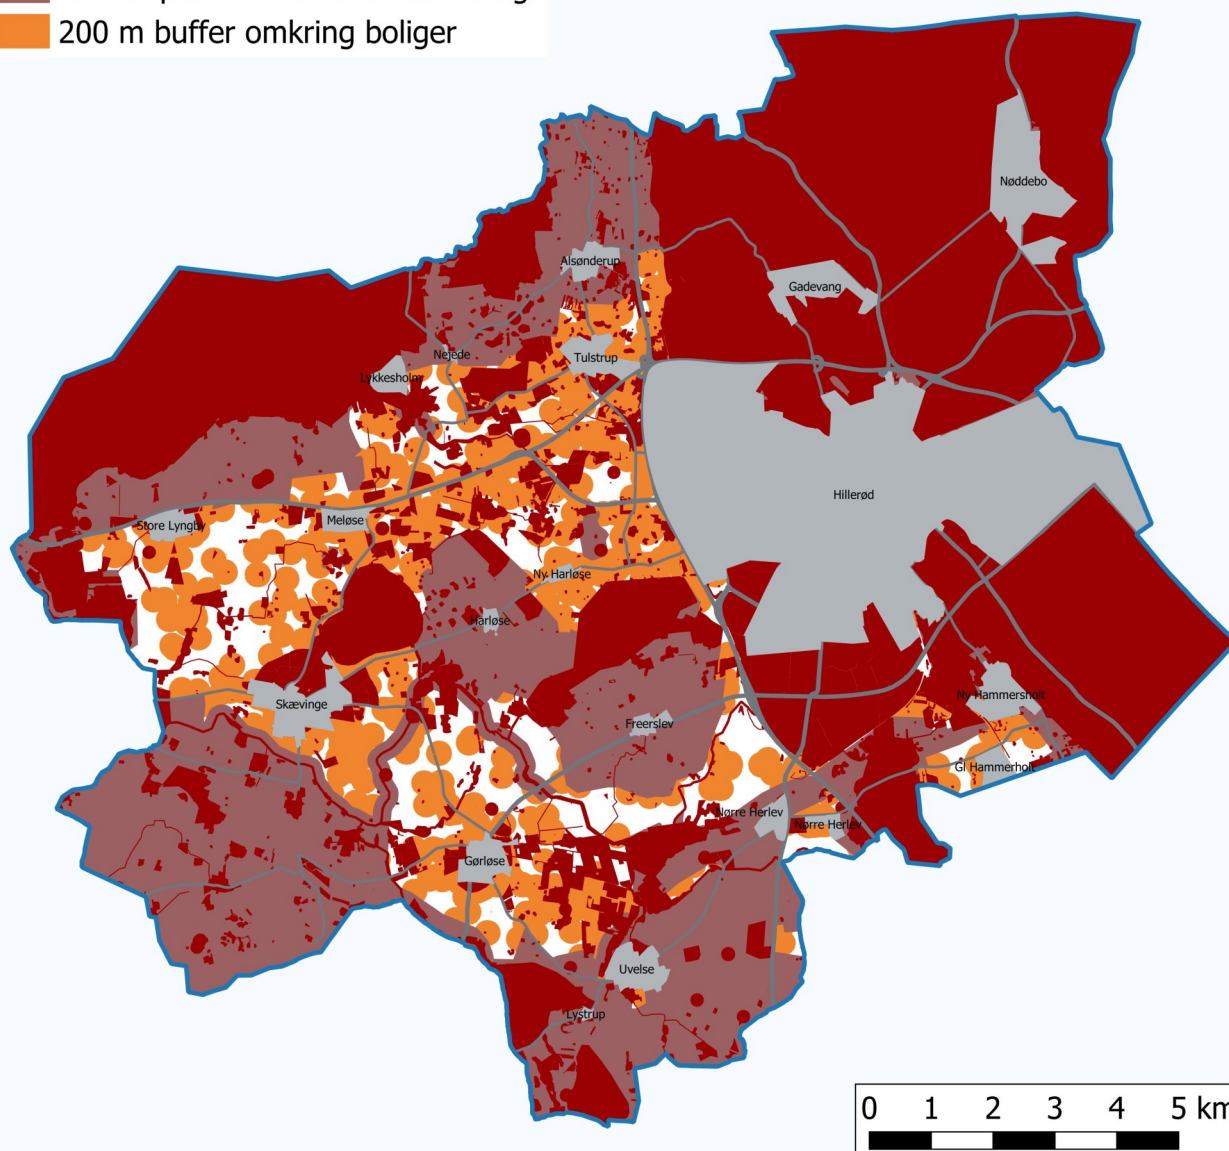 200 m buffer omkring boliger
Nøddebo
Alsønderup
Gadevang
Nejede
Tulstrup
Lykkesholm
Hillerød
Store Lyngby
Meløse
Ny Harløse
Harløse
Ny Hammersholt
Skævinge
Freerslev
Gl Hammerholt
Nørre Herlev
Nørre Herlev
Gørløse
Uvelse
Lystrup
0 1 2 3 4 5 km